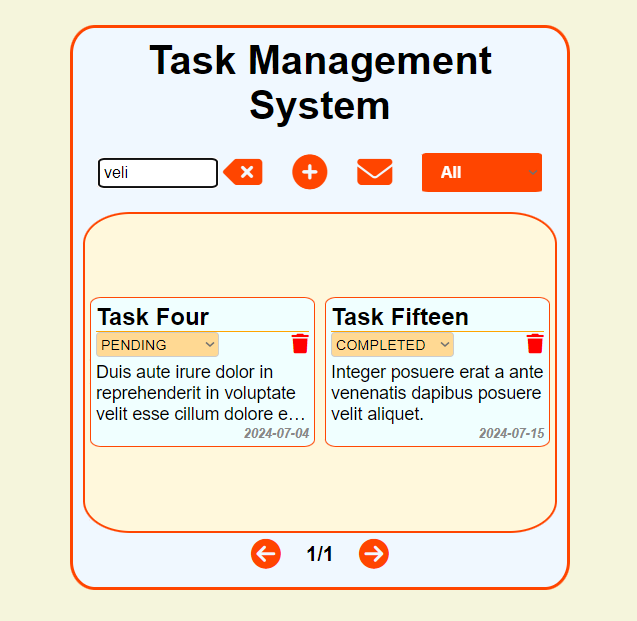 Task Management
System
veli
All
Task Four
PENDING
Duis aute irure dolor in
reprehenderit in voluptate
velit esse cillum dolore e…
2024-07-04
Task Fifteen
COMPLETED
Integer posuere erat a ante
venenatis dapibus posuere
velit aliquet.
2024-07-15
1/1